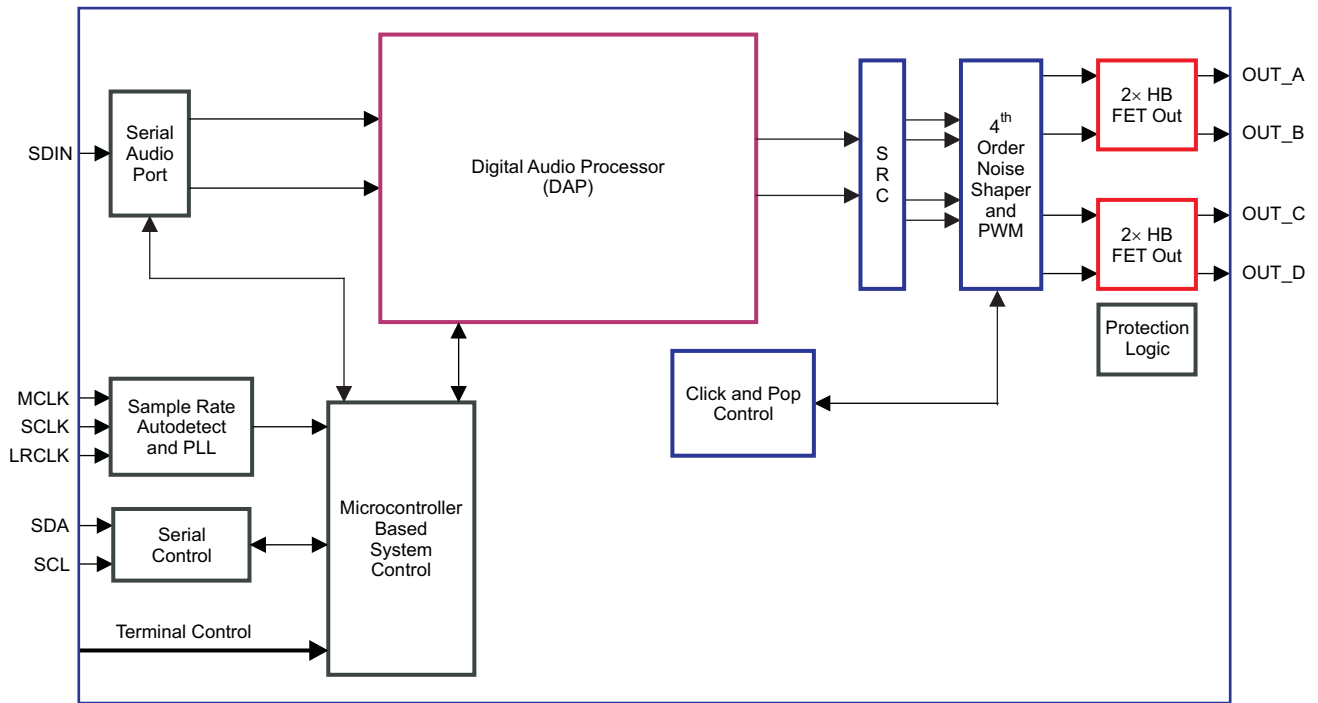 SDIN
Serial
Audio
Port
Digital Audio Processor
(DAP)
S
R
C
4th
Order
Noise
Shaper
and
PWM
2× HB
FET Out
OUT_A
OUT_B
2× HB
FET Out
OUT_C
OUT_D
Protection
Logic
Click and Pop
Control
MCLK
SCLK
LRCLK
Sample Rate
Autodetect
and PLL
SDA
SCL
Serial
Control
Microcontroller
Based
System
Control
Terminal Control